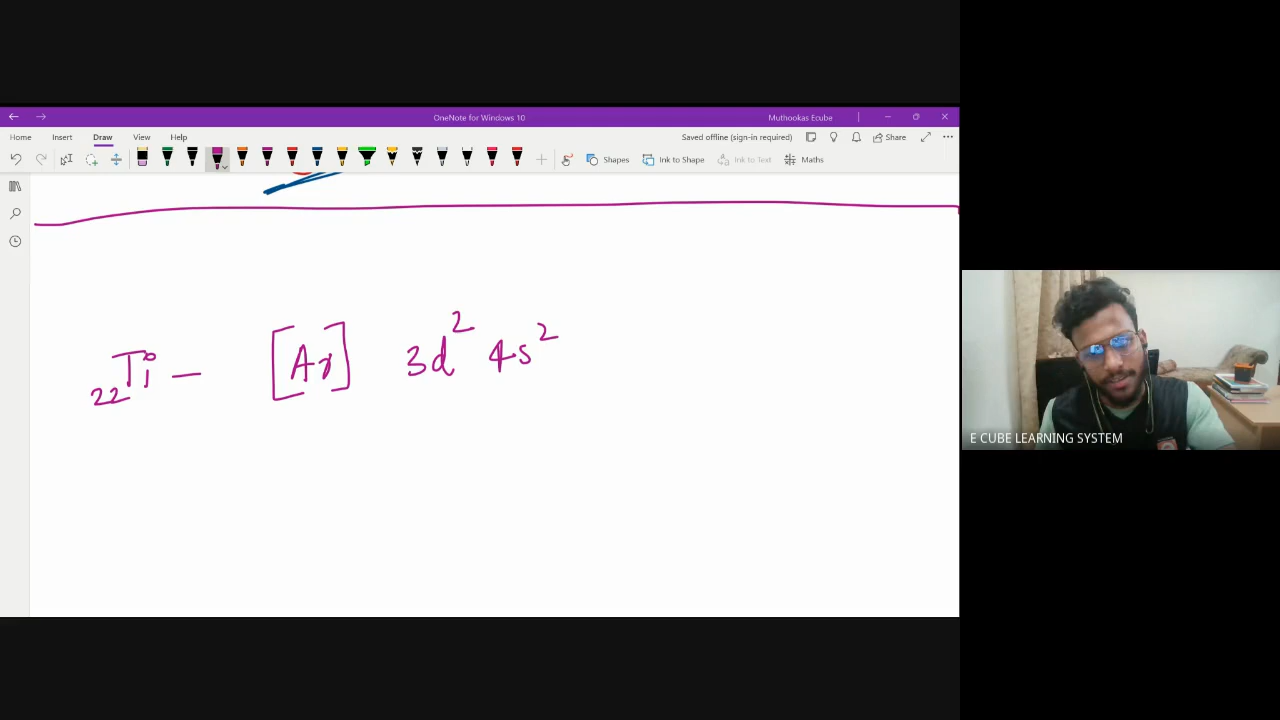 OneNote for Windows 10
Muthookas Ecube
Home Insert Draw View Help
Saved offline (sign-in required) Share
Shapes Ink to Shape Ink to Text Maths
22Ti – [Ar] 3d² 4s²
E CUBE LEARNING SYSTEM